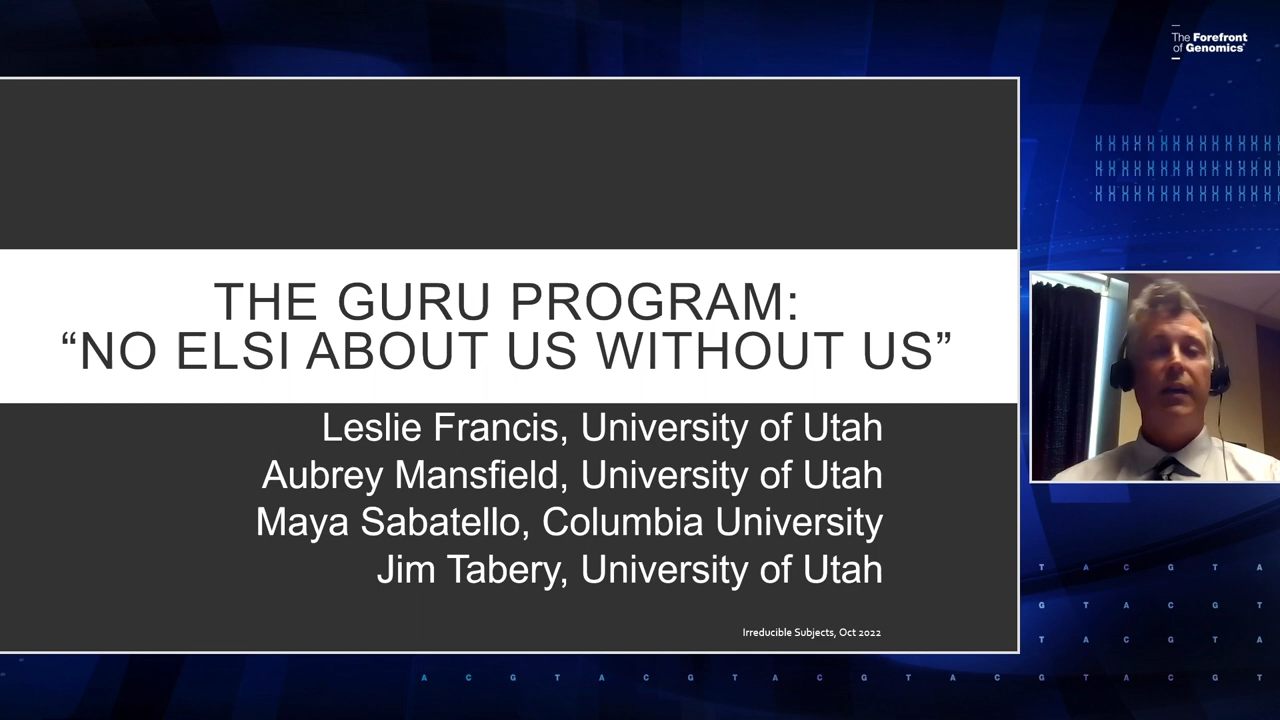 The Forefront
of Genomics®
THE GURU PROGRAM:
“NO ELSI ABOUT US WITHOUT US”
Leslie Francis, University of Utah
Aubrey Mansfield, University of Utah
Maya Sabatello, Columbia University
Jim Tabery, University of Utah
Irreducible Subjects, Oct 2022
T A C G T A
G T A C G T
T A C G T A
A C G T A C G T A C G T A C G T A C G T